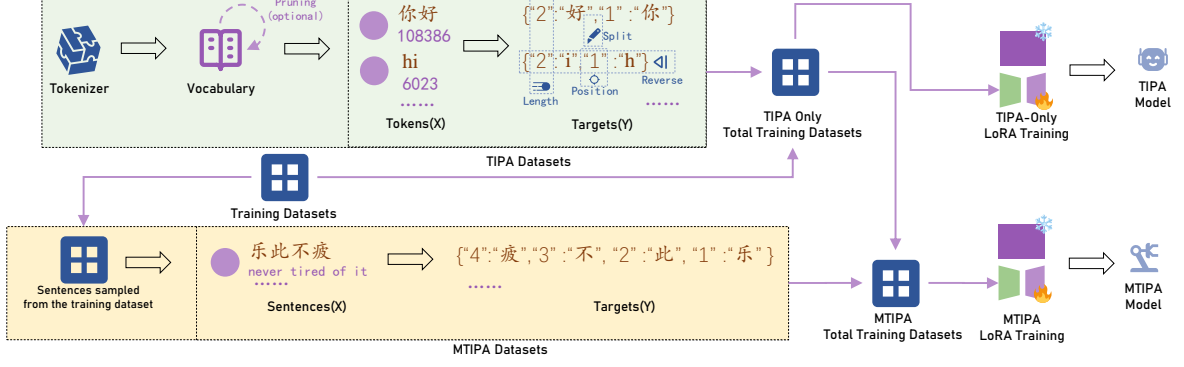 Pruning
(optional)
Tokenizer
Vocabulary
你好
108386
hi
6023
......
Tokens(X)
{“2”:“好”,“1” :“你”}
Split
{“2”:“i”,“1” :“h”}
Reverse
Length
Position
......
Targets(Y)
TIPA Datasets
TIPA Only
Total Training Datasets
TIPA-Only
LoRA Training
TIPA
Model
Training Datasets
Sentences sampled
from the training dataset
乐此不疲
never tired of it
......
Sentences(X)
{“4”:“疲”,“3” :“不”, “2” :“此”, “1” :“乐” }
......
Targets(Y)
MTIPA Datasets
MTIPA
Total Training Datasets
MTIPA
LoRA Training
MTIPA
Model